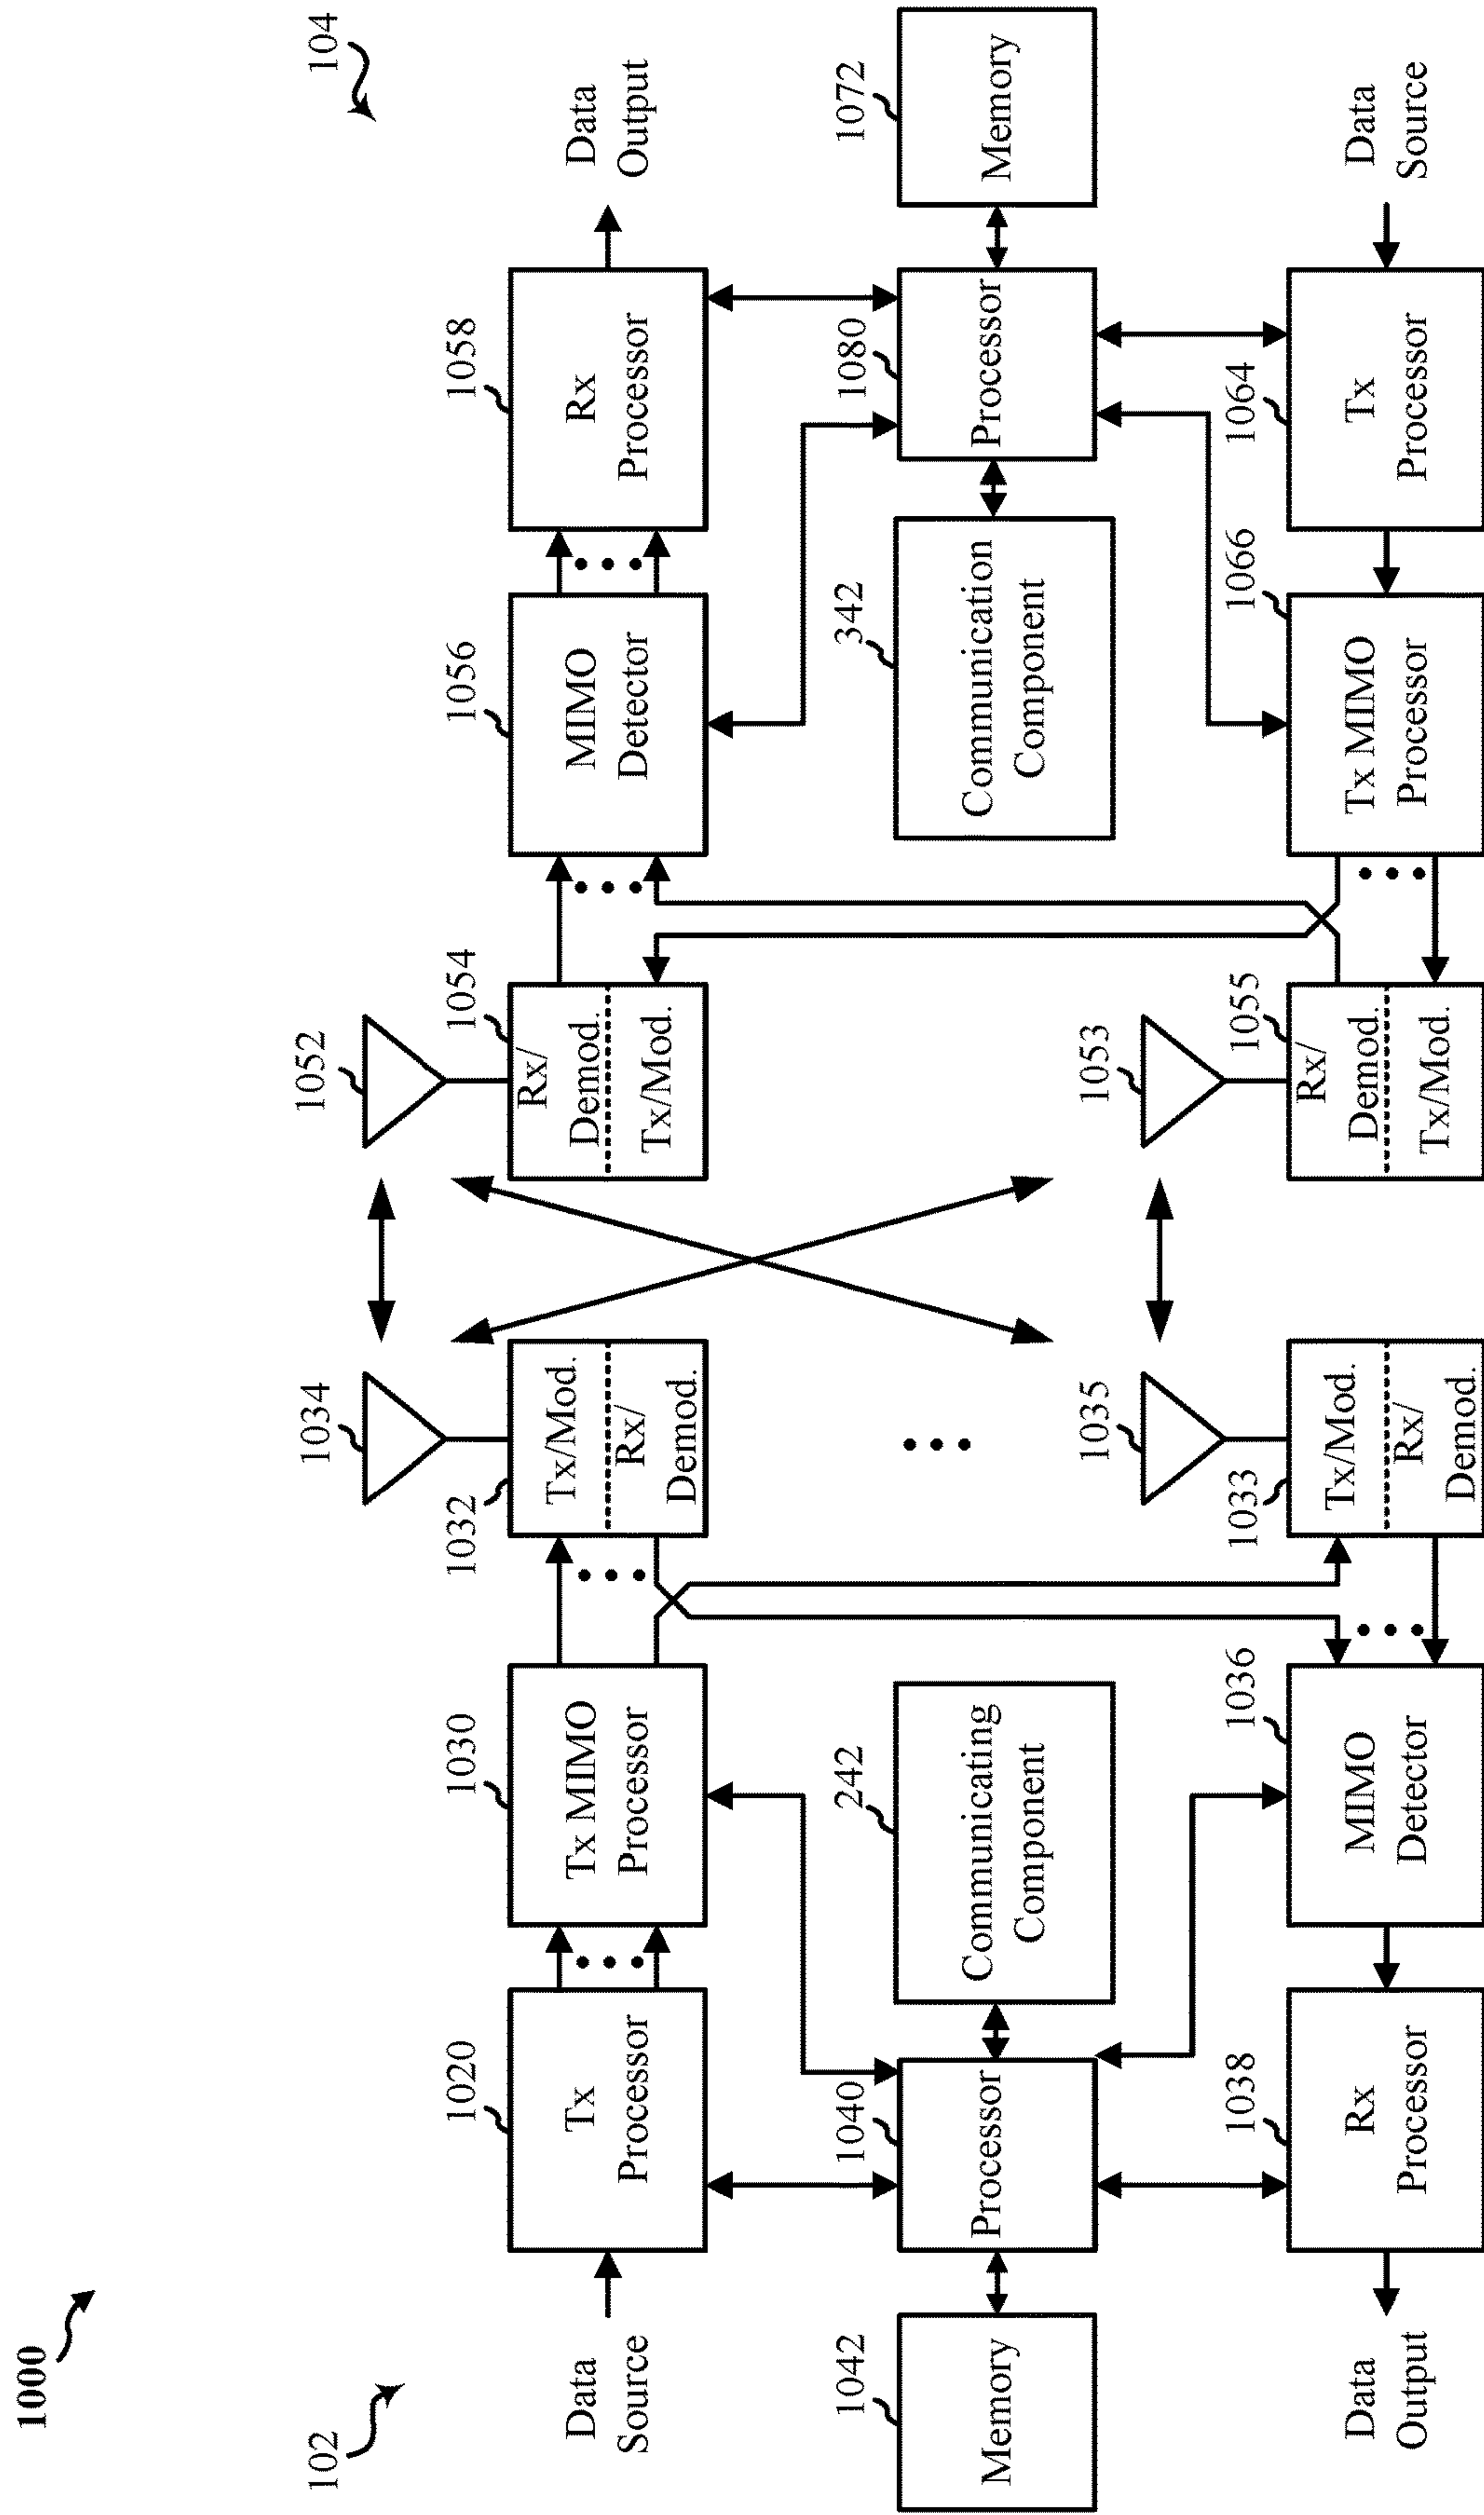 1000
102
104
Data
Source
1020
Tx
Processor
1030
Tx MIMO
Processor
1032
Tx/Mod.
Rx/
Demod.
1034
1052
1054
Rx/
Demod.
Tx/Mod.
1056
MIMO
Detector
1058
Rx
Processor
Data
Output
1042
Memory
1040
Processor
242
Communicating
Component
342
Communication
Component
1080
Processor
1072
Memory
Data
Output
1038
Rx
Processor
1036
MIMO
Detector
1033
Tx/Mod.
Rx/
Demod.
1035
1053
1055
Rx/
Demod.
Tx/Mod.
1066
Tx MIMO
Processor
1064
Tx
Processor
Data
Source